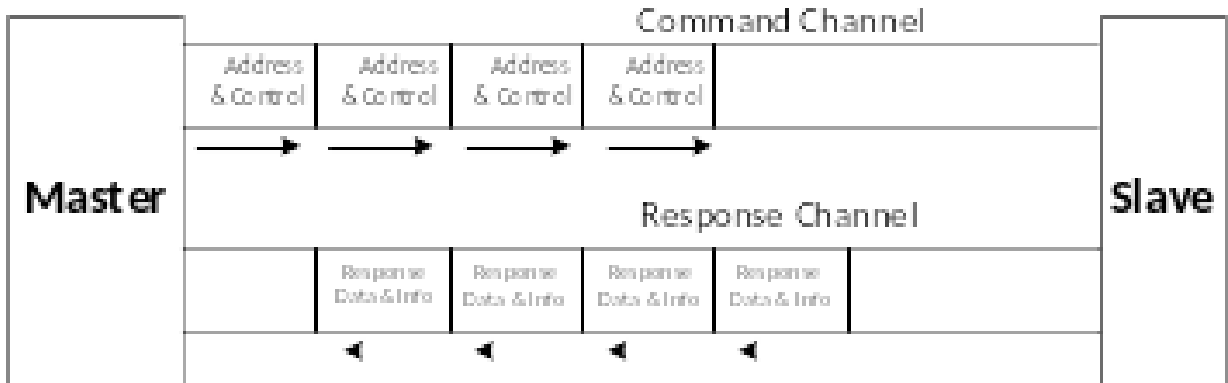 Command Channel
Address Address Address Address
& Control & Control & Control & Control
Master
Slave
Response Channel
Response Response Response Response
Data & Info Data & Info Data & Info Data & Info